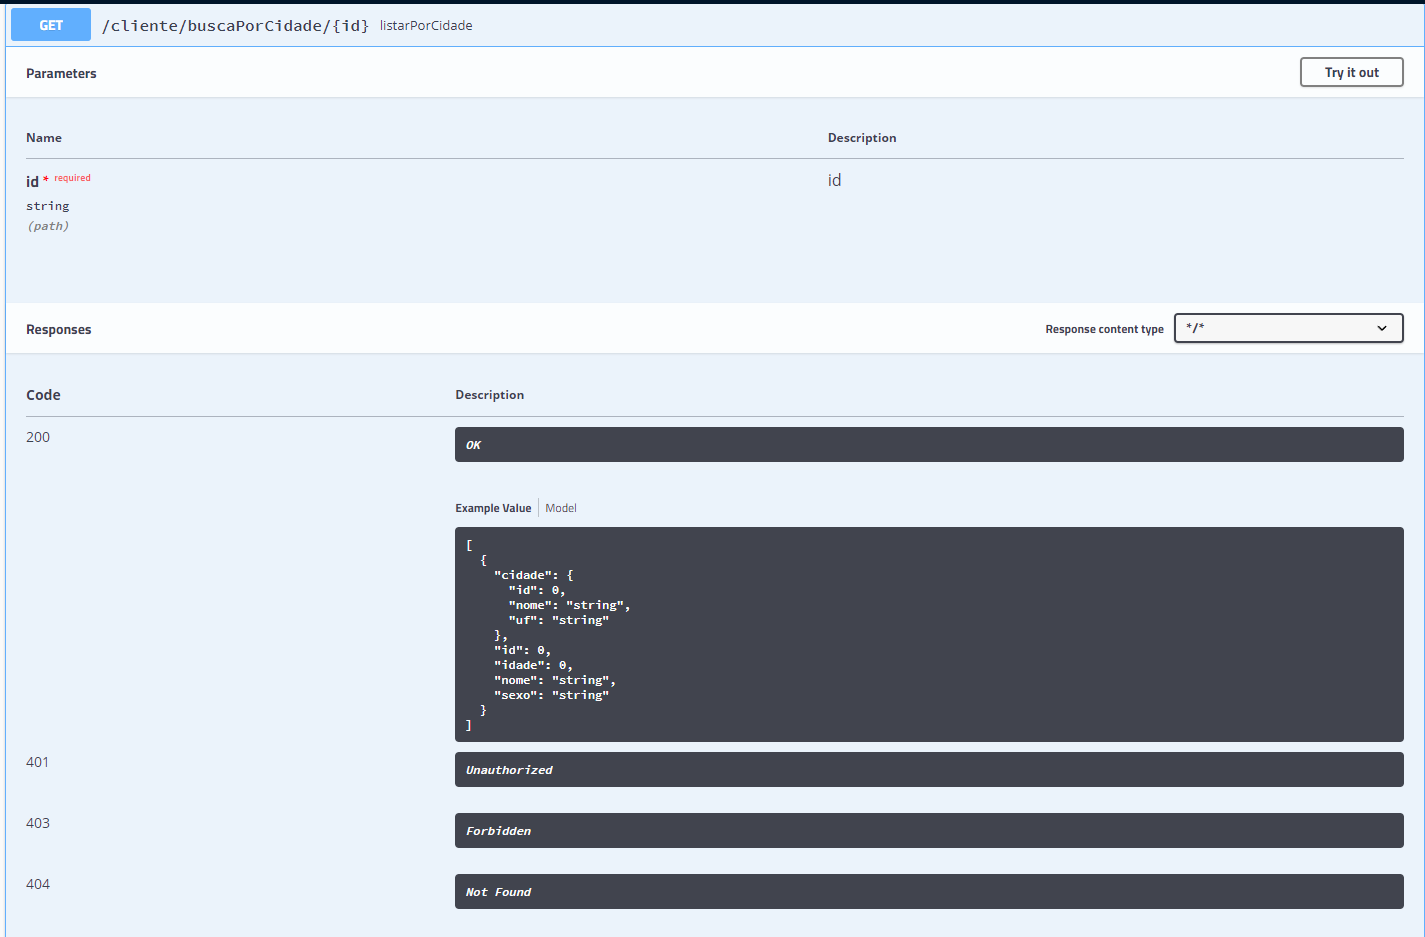 GET /cliente/buscaPorCidade/{id} listarPorCidade
Parameters
Try it out
Name Description
id * required id
string
(path)
Responses
Response content type */*
Code Description
200 OK
Example Value Model
[
  {
    "cidade": {
      "id": 0,
      "nome": "string",
      "uf": "string"
    },
    "id": 0,
    "idade": 0,
    "nome": "string",
    "sexo": "string"
  }
]
401 Unauthorized
403 Forbidden
404 Not Found